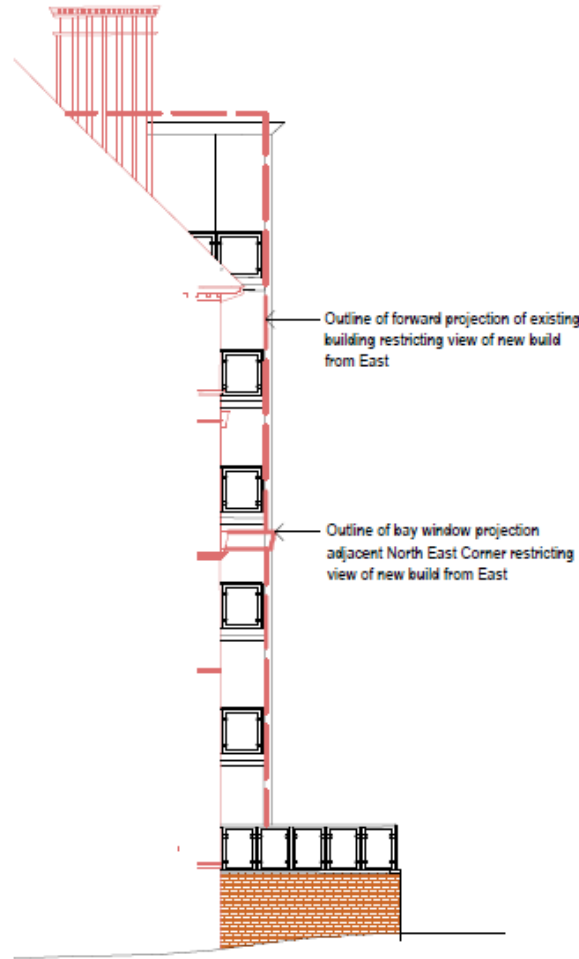 Outline of forward projection of existing
building restricting view of new build
from East
Outline of bay window projection
adjacent North East Corner restricting
view of new build from East